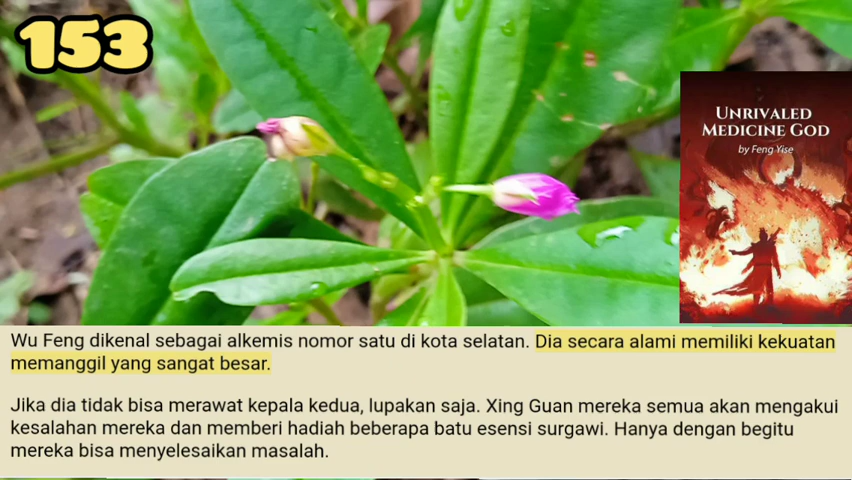 153
UNRIVALED
MEDICINE GOD
by Feng Yise
Wu Feng dikenal sebagai alkemis nomor satu di kota selatan. Dia secara alami memiliki kekuatan
memanggil yang sangat besar.
Jika dia tidak bisa merawat kepala kedua, lupakan saja. Xing Guan mereka semua akan mengakui
kesalahan mereka dan memberi hadiah beberapa batu esensi surgawi. Hanya dengan begitu
mereka bisa menyelesaikan masalah.